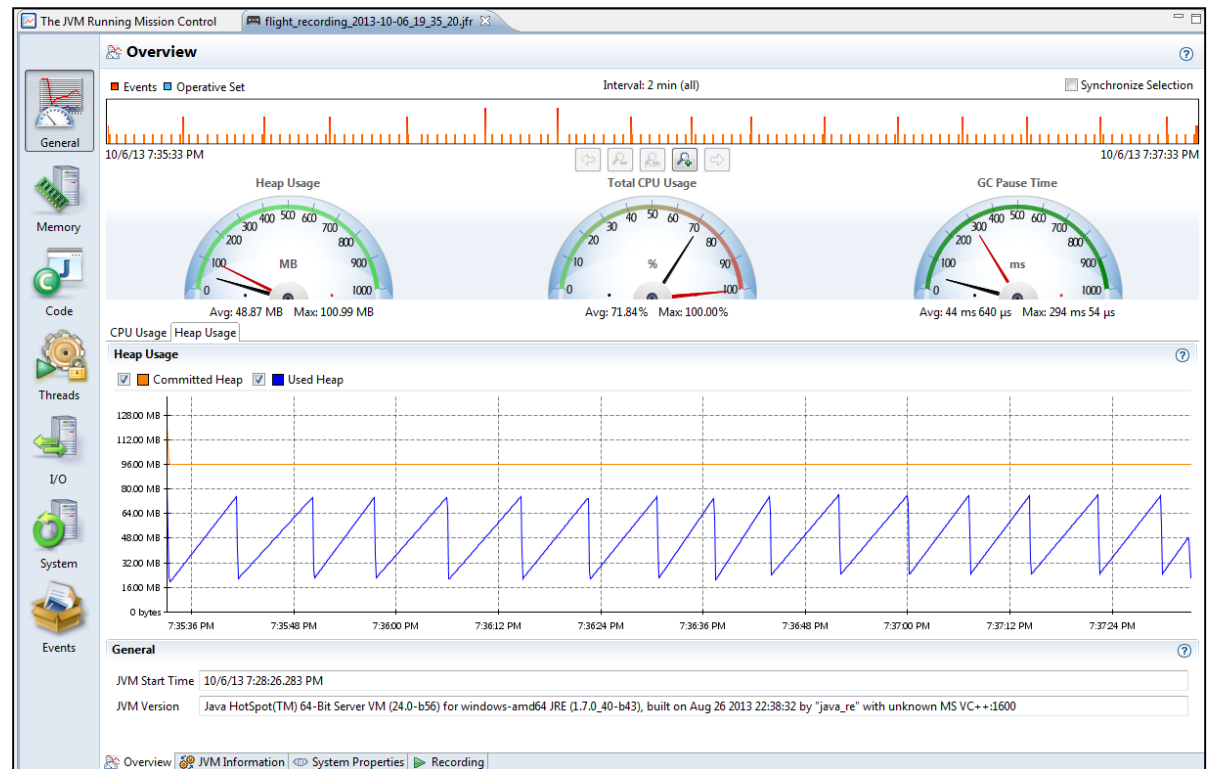 The JVM Running Mission Control flight_recording_2013-10-06_19_35_20.jfr
Overview
Events Operative Set Interval: 2 min (all) Synchronize Selection
10/6/13 7:35:33 PM 10/6/13 7:37:33 PM
General
Memory
Code
Threads
I/O
System
Events
Heap Usage
0 100 200 300 400 500 600 700 800 900 1000
MB
Avg: 48.87 MB Max: 100.99 MB
Total CPU Usage
0 10 20 30 40 50 60 70 80 90 100
%
Avg: 71.84% Max: 100.00%
GC Pause Time
0 100 200 300 400 500 600 700 800 900 1000
ms
Avg: 44 ms 640 µs Max: 294 ms 54 µs
CPU Usage Heap Usage
Heap Usage
Committed Heap Used Heap
128.00 MB
112.00 MB
96.00 MB
80.00 MB
64.00 MB
48.00 MB
32.00 MB
16.00 MB
0 bytes
7:35:36 PM 7:35:48 PM 7:36:00 PM 7:36:12 PM 7:36:24 PM 7:36:36 PM 7:36:48 PM 7:37:00 PM 7:37:12 PM 7:37:24 PM
General
JVM Start Time 10/6/13 7:28:26.283 PM
JVM Version Java HotSpot(TM) 64-Bit Server VM (24.0-b56) for windows-amd64 JRE (1.7.0_40-b43), built on Aug 26 2013 22:38:32 by "java_re" with unknown MS VC++:1600
Overview JVM Information System Properties Recording